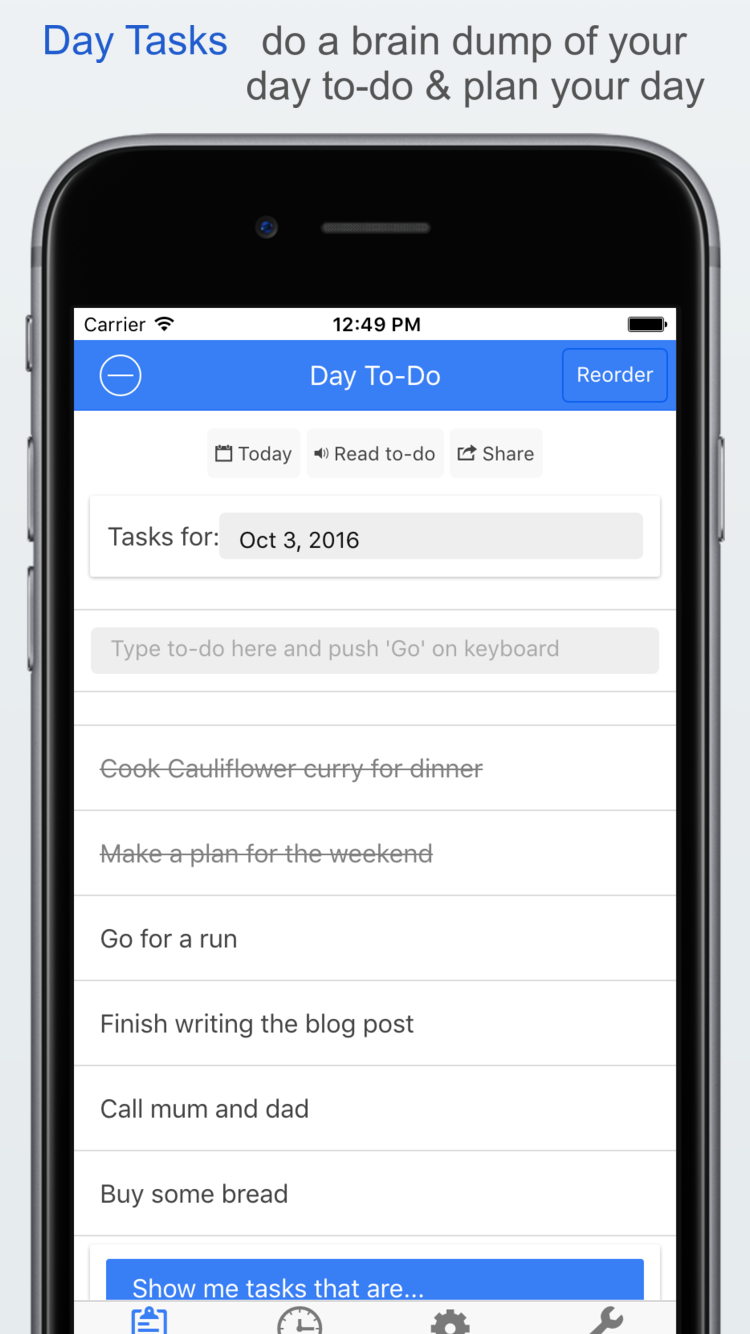 Day Tasks do a brain dump of your
day to-do & plan your day
Carrier 12:49 PM
Day To-Do Reorder
Today Read to-do Share
Tasks for: Oct 3, 2016
Type to-do here and push 'Go' on keyboard
Cook Cauliflower curry for dinner
Make a plan for the weekend
Go for a run
Finish writing the blog post
Call mum and dad
Buy some bread
Show me tasks that are...